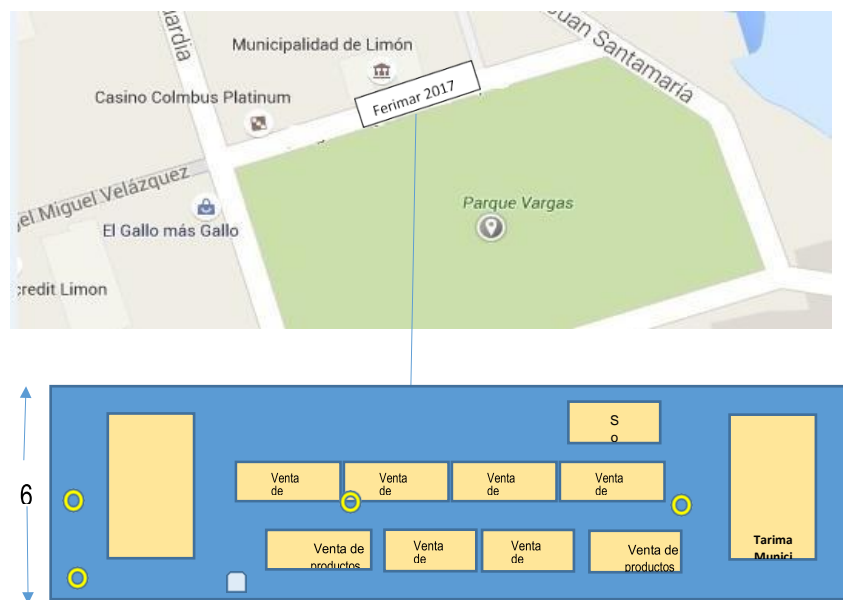 uardia
Municipalidad de Limón
Juan Santamaría
Casino Colmbus Platinum
Ferimar 2017
el Miguel Velázquez
Parque Vargas
El Gallo más Gallo
credit Limon
S
o
6
Venta
de
Venta
de
Venta
de
Venta
de
Venta de
productos
Venta
de
Venta
de
Venta de
productos
Tarima
Munici